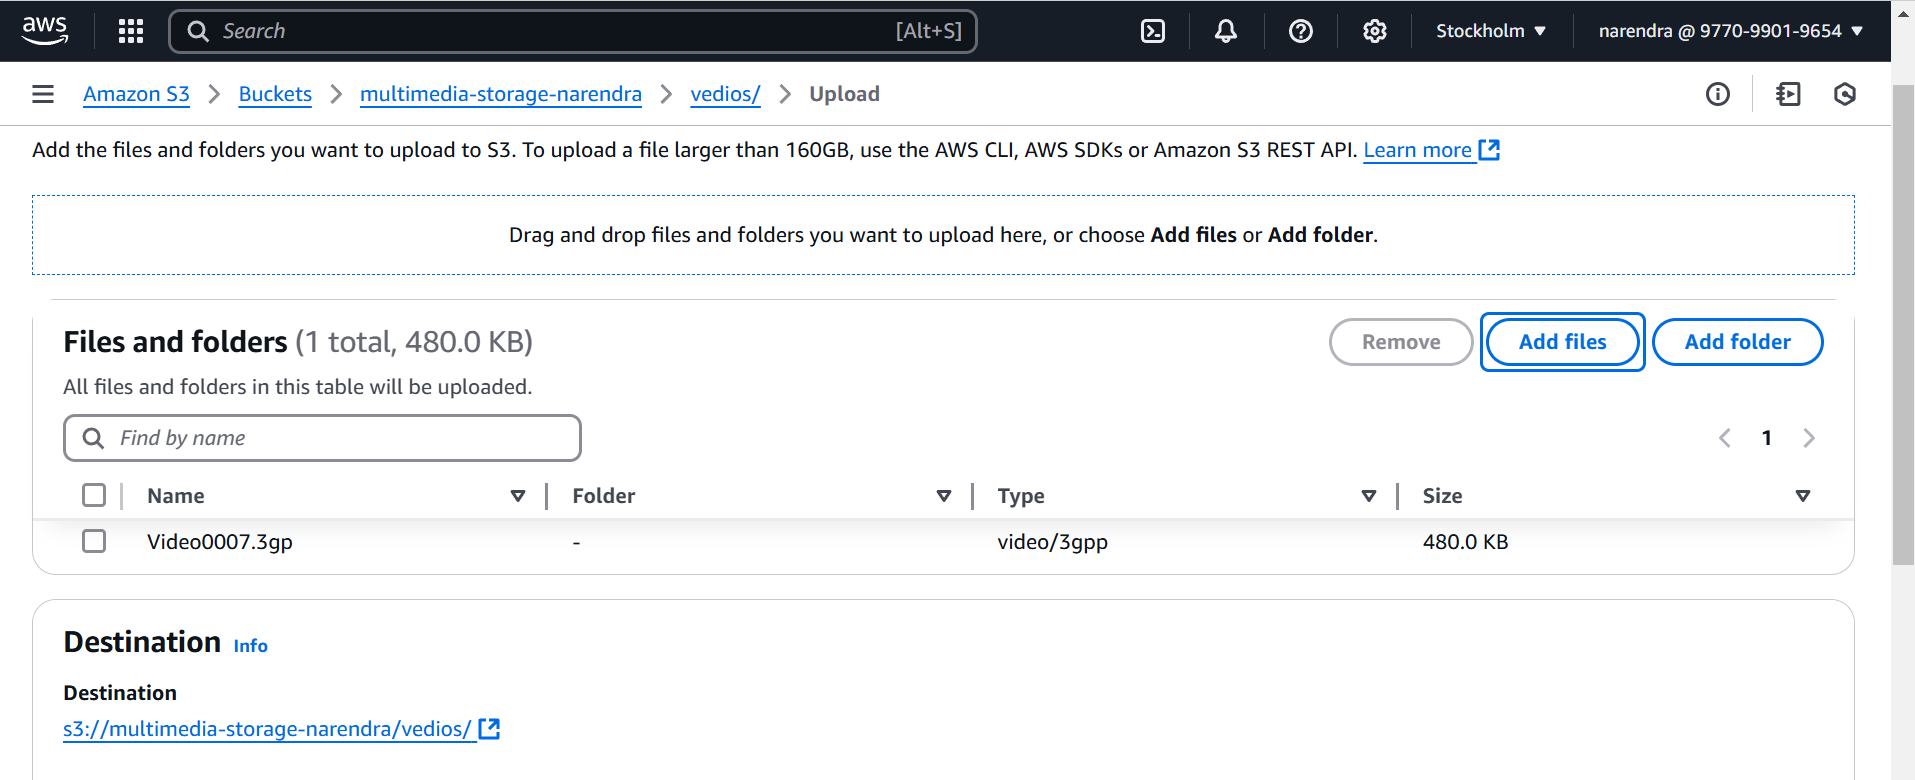 aws Search [Alt+S] Stockholm ▼ narendra @ 9770-9901-9654 ▼
Amazon S3 > Buckets > multimedia-storage-narendra > vedios/ > Upload
Add the files and folders you want to upload to S3. To upload a file larger than 160GB, use the AWS CLI, AWS SDKs or Amazon S3 REST API. Learn more
Drag and drop files and folders you want to upload here, or choose Add files or Add folder.
Files and folders (1 total, 480.0 KB) Remove Add files Add folder
All files and folders in this table will be uploaded.
Find by name 1
Name Folder Type Size
Video0007.3gp - video/3gpp 480.0 KB
Destination Info
Destination
s3://multimedia-storage-narendra/vedios/